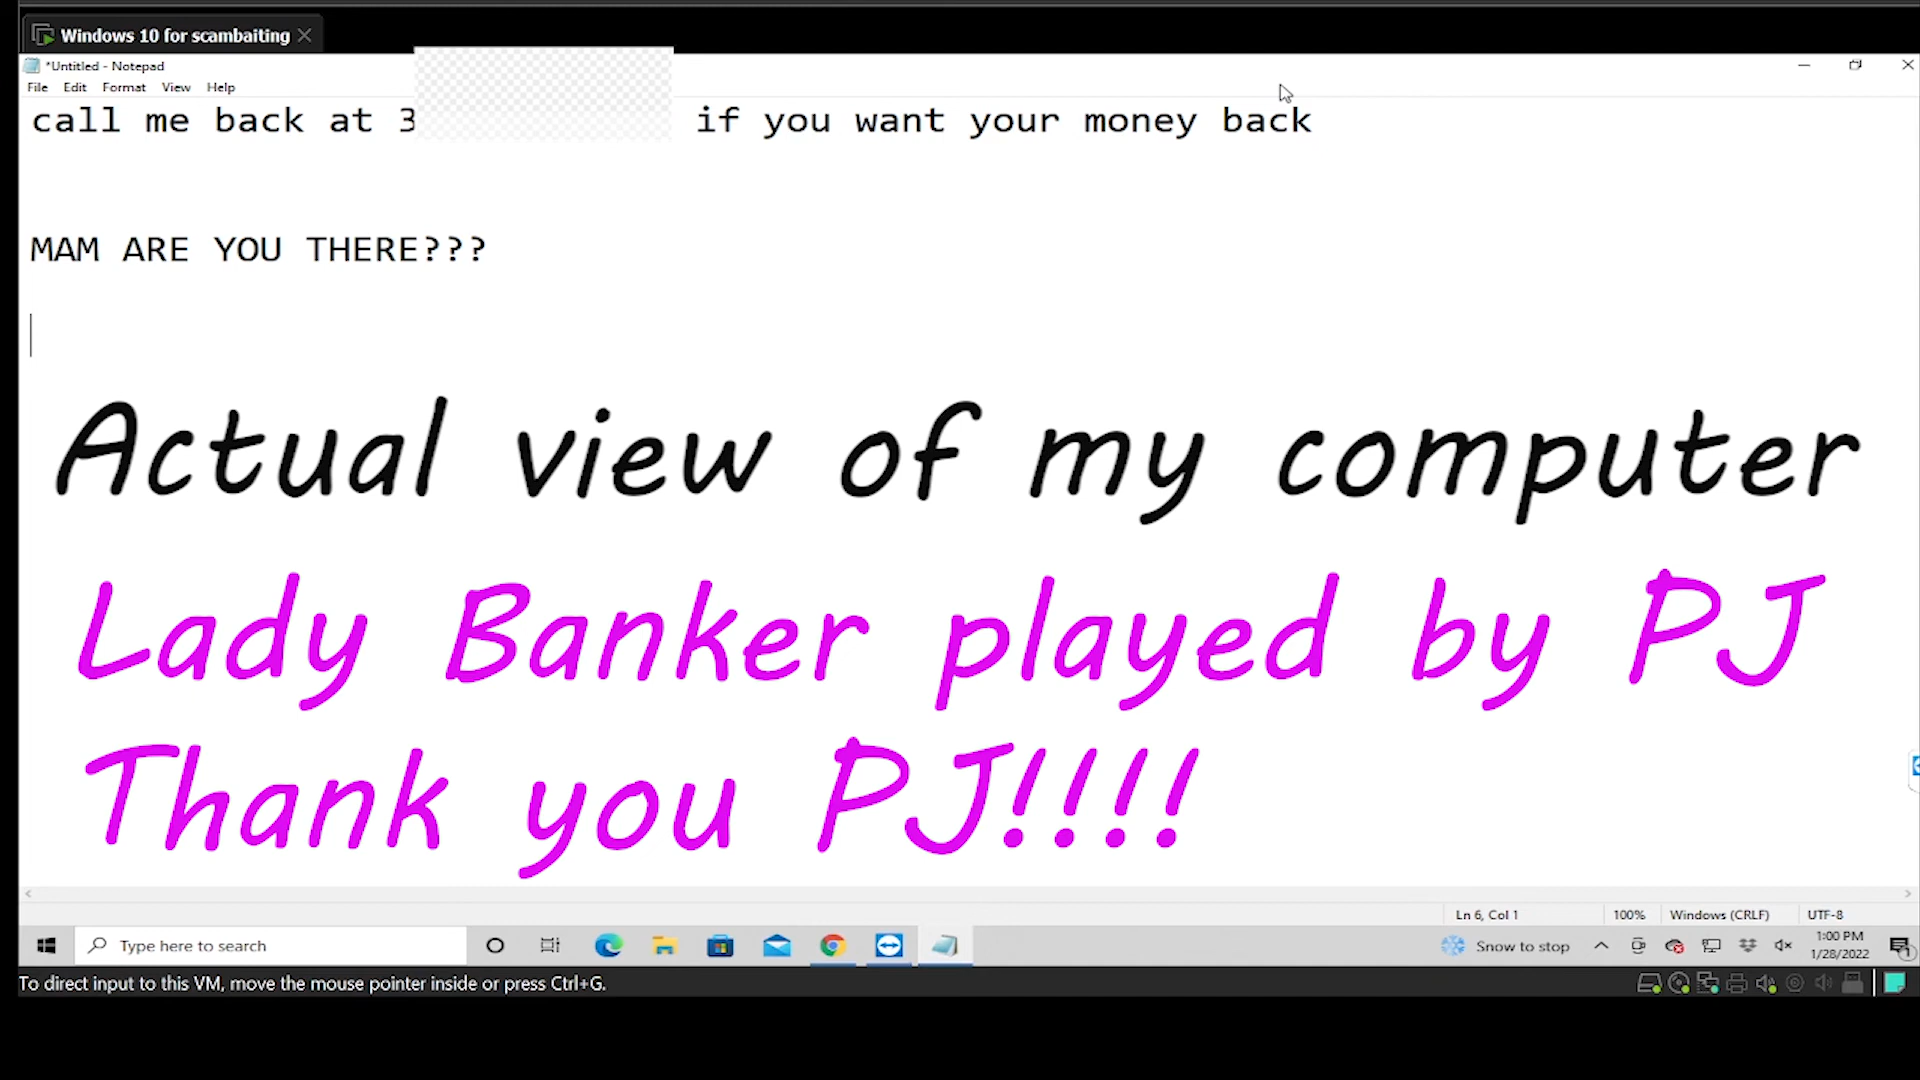 Windows 10 for scambaiting
*Untitled - Notepad
File Edit Format View Help
call me back at 3 if you want your money back
MAM ARE YOU THERE???
Actual view of my computer
Lady Banker played by PJ
Thank you PJ!!!!
Ln 6, Col 1 100% Windows (CRLF) UTF-8
Type here to search
Snow to stop
1:00 PM
1/28/2022
1
To direct input to this VM, move the mouse pointer inside or press Ctrl+G.